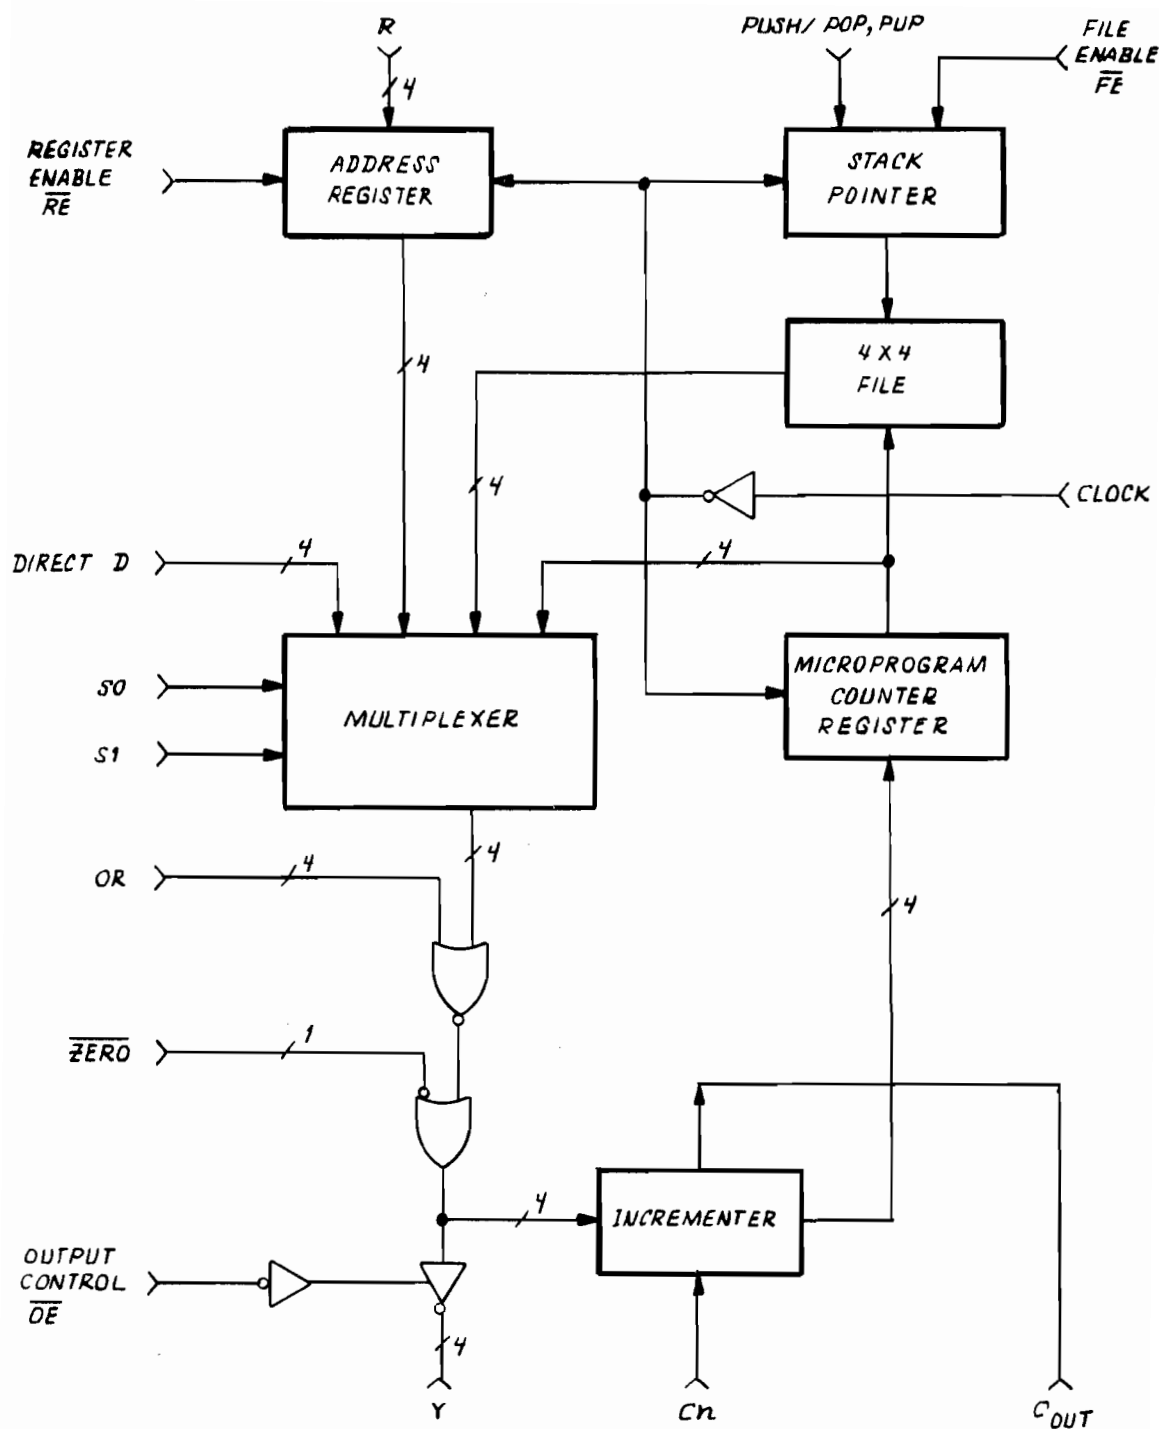 R
PUSH/ POP, PUP
FILE
ENABLE
FE
4
REGISTER
ENABLE
RE
ADDRESS
REGISTER
STACK
POINTER
4
4 X 4
FILE
4
CLOCK
DIRECT D
4
4
S0
S1
MULTIPLEXER
MICROPROGRAM
COUNTER
REGISTER
OR
4
4
4
ZERO
1
4
INCREMENTER
OUTPUT
CONTROL
OE
4
Y
Cn
COUT